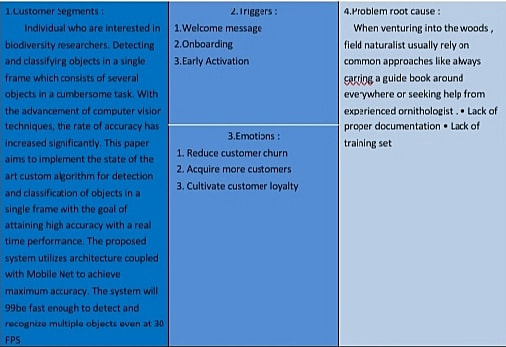 1.Customer Segments :
Individual who are interested in
biodiversity researchers. Detecting
and classifying objects in a single
frame which consists of several
objects in a cumbersome task. With
the advancement of computer vision
techniques, the rate of accuracy has
increased significantly. This paper
aims to implement the state of the
art custom algorithm for detection
and classification of objects in a
single frame with the goal of
attaining high accuracy with a real
time performance. The proposed
system utilizes architecture coupled
with Mobile Net to achieve
maximum accuracy. The system will
99be fast enough to detect and
recognize multiple objects even at 30
FPS
2.Triggers :
1.Welcome message
2.Onboarding
3.Early Activation
3.Emotions :
1. Reduce customer churn
2. Acquire more customers
3. Cultivate customer loyalty
4.Problem root cause :
When venturing into the woods ,
field naturalist usually rely on
common approaches like always
carring a guide book around
everywhere or seeking help from
experienced ornithologist . • Lack of
proper documentation • Lack of
training set